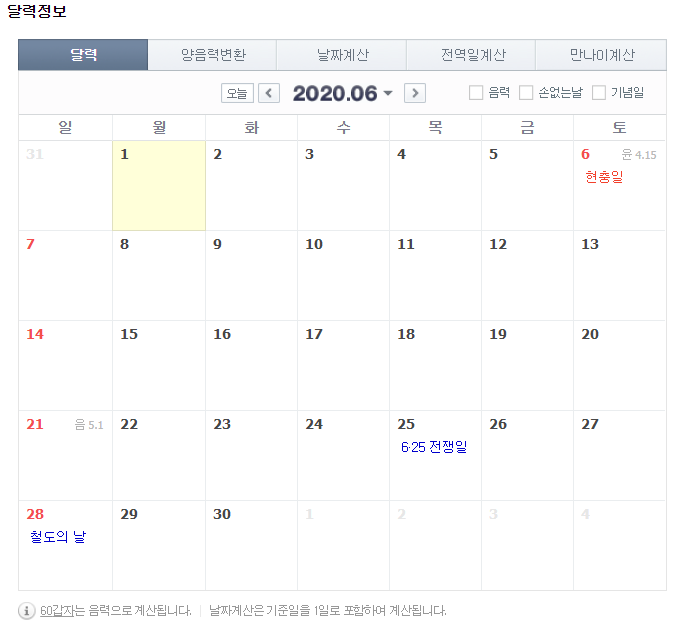 달력정보
달력 양음력변환 날짜계산 전역일계산 만나이계산
오늘 < 2020.06 > 음력 손없는날 기념일
일 월 화 수 목 금 토
31 1 2 3 4 5 6 윤 4.15
현충일
7 8 9 10 11 12 13
14 15 16 17 18 19 20
21 음 5.1 22 23 24 25 26 27
6·25 전쟁일
28 29 30 1 2 3 4
철도의 날
60갑자는 음력으로 계산됩니다. | 날짜계산은 기준일을 1일로 포함하여 계산됩니다.